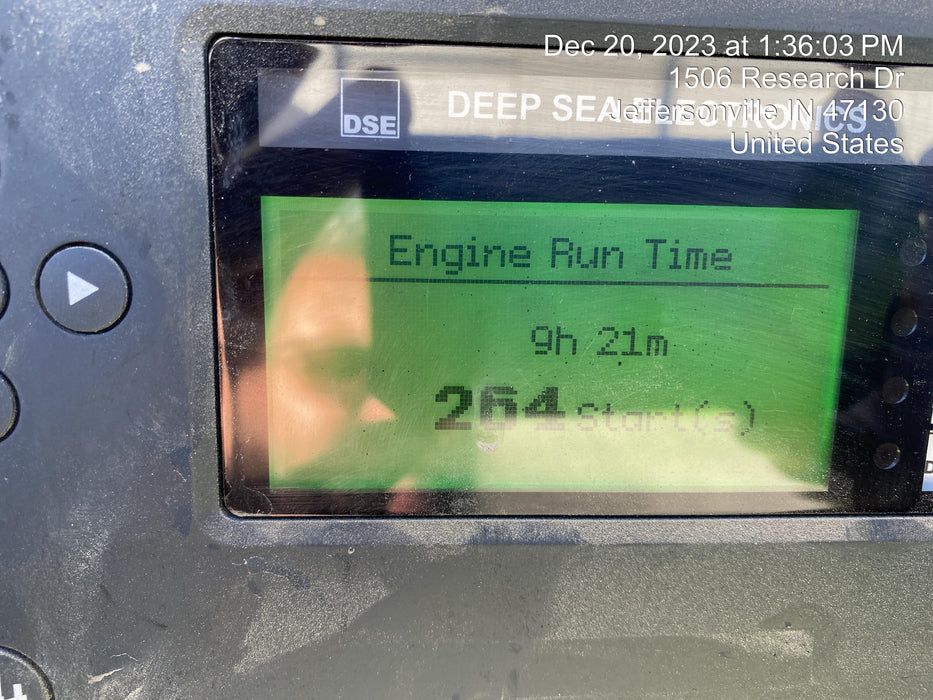 Dec 20, 2023 at 1:36:03 PM
1506 Research Dr
Jeffersonville IN 47130
United States
DSE
DEEP SEA ELECTRONICS
Engine Run Time
9h 21m
264 Start(s)